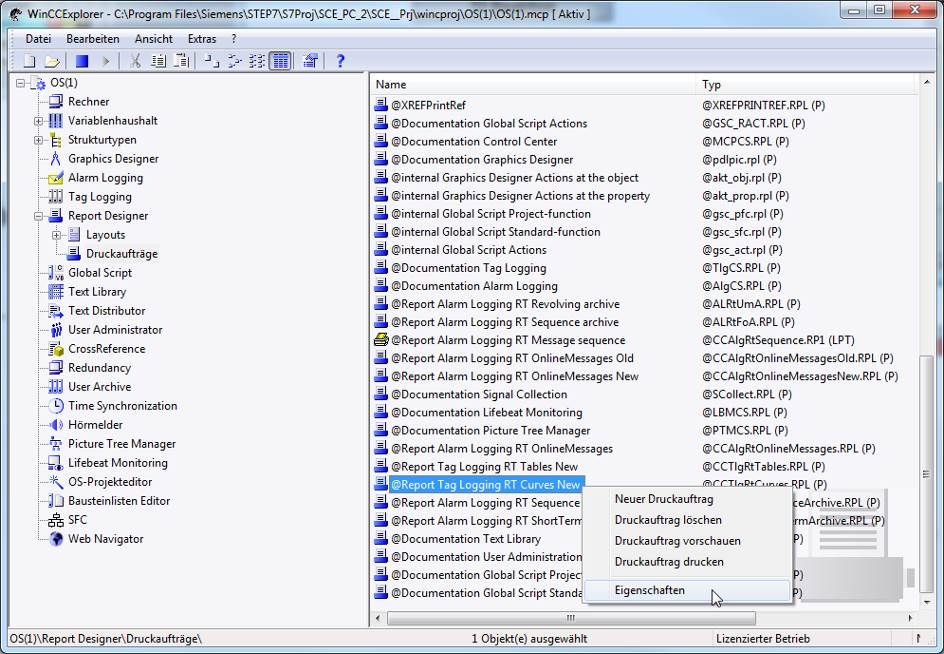 WinCCExplorer - C:\Program Files\Siemens\STEP7\S7Proj\SCE_PC_2\SCE__Prj\wincproj\OS(1)\OS(1).mcp [ Aktiv ]
Datei Bearbeiten Ansicht Extras ?
OS(1)
Rechner
Variablenhaushalt
Strukturtypen
Graphics Designer
Alarm Logging
Tag Logging
Report Designer
Layouts
Druckaufträge
Global Script
Text Library
Text Distributor
User Administrator
CrossReference
Redundancy
User Archive
Time Synchronization
Hörmelder
Picture Tree Manager
Lifebeat Monitoring
OS-Projekteditor
Bausteinlisten Editor
SFC
Web Navigator
Name Typ
@XREFPrintRef @XREFPRINTREF.RPL (P)
@Documentation Global Script Actions @GSC_RACT.RPL (P)
@Documentation Control Center @MCPCS.RPL (P)
@Documentation Graphics Designer @pdlpic.rpl (P)
@internal Graphics Designer Actions at the object @akt_obj.rpl (P)
@internal Graphics Designer Actions at the property @akt_prop.rpl (P)
@internal Global Script Project-function @gsc_pfc.rpl (P)
@internal Global Script Standard-function @gsc_sfc.rpl (P)
@internal Global Script Actions @gsc_act.rpl (P)
@Documentation Tag Logging @TlgCS.RPL (P)
@Documentation Alarm Logging @AlgCS.RPL (P)
@Report Alarm Logging RT Revolving archive @ALRtUmA.RPL (P)
@Report Alarm Logging RT Sequence archive @ALRtFoA.RPL (P)
@Report Alarm Logging RT Message sequence @CCAlgRtSequence.RP1 (LPT)
@Report Alarm Logging RT OnlineMessages Old @CCAlgRtOnlineMessagesOld.RPL (P)
@Report Alarm Logging RT OnlineMessages New @CCAlgRtOnlineMessagesNew.RPL (P)
@Documentation Signal Collection @SCollect.RPL (P)
@Documentation Lifebeat Monitoring @LBMCS.RPL (P)
@Documentation Picture Tree Manager @PTMCS.RPL (P)
@Report Alarm Logging RT OnlineMessages @CCAlgRtOnlineMessages.RPL (P)
@Report Tag Logging RT Tables New @CCTlgRtTables.RPL (P)
@Report Tag Logging RT Curves New @CCTlgRtCurves.RPL (P)
@Report Alarm Logging RT Sequence ceArchive.RPL (P)
@Report Alarm Logging RT ShortTerm ermArchive.RPL (P)
@Documentation Text Library P)
@Documentation User Administration
@Documentation Global Script Projec P)
@Documentation Global Script Standa P)
Neuer Druckauftrag
Druckauftrag löschen
Druckauftrag vorschauen
Druckauftrag drucken
Eigenschaften
OS(1)\Report Designer\Druckaufträge\ 1 Objekt(e) ausgewählt Lizenzierter Betrieb